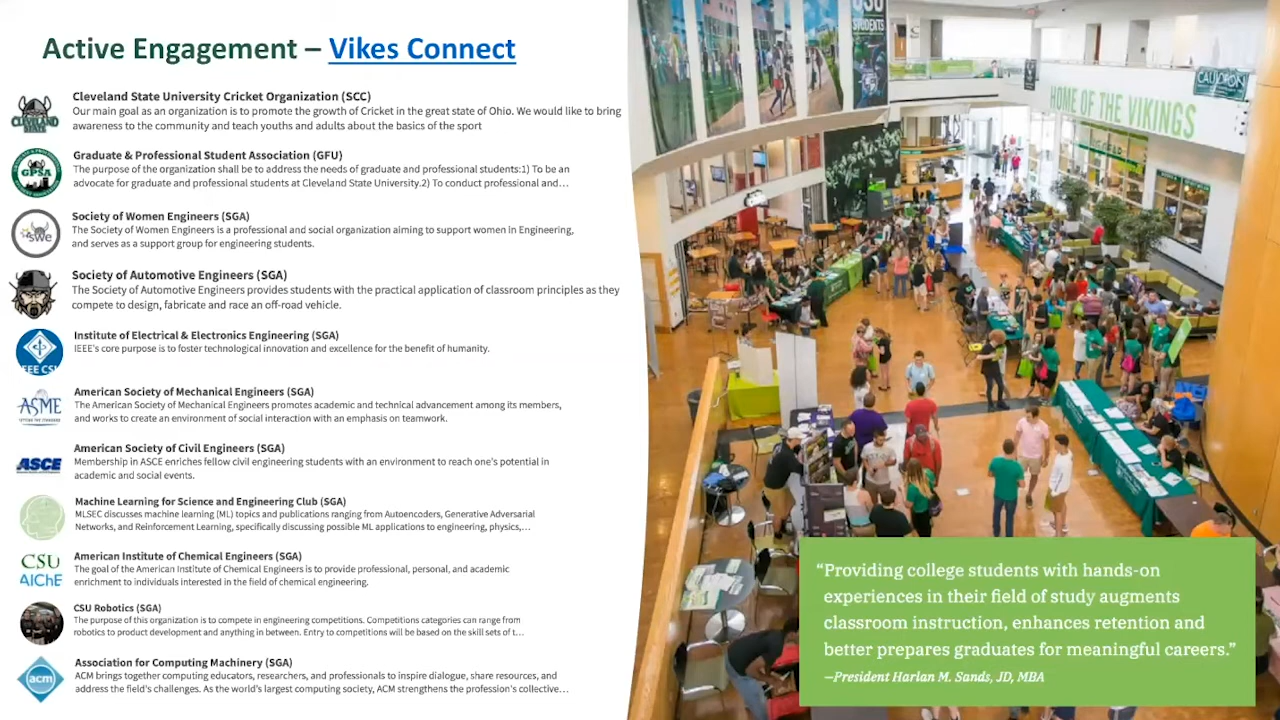 Active Engagement – Vikes Connect
Cleveland State University Cricket Organization (SCC)
Our main goal as an organization is to promote the growth of Cricket in the great state of Ohio. We would like to bring
awareness to the community and teach youths and adults about the basics of the sport
CLEVELAND
STATE
Graduate & Professional Student Association (GFU)
The purpose of the organization shall be to address the needs of graduate and professional students:1) To be an
advocate for graduate and professional students at Cleveland State University.2) To conduct professional and…
GPSA
Society of Women Engineers (SGA)
The Society of Women Engineers is a professional and social organization aiming to support women in Engineering,
and serves as a support group for engineering students.
swe
Society of Automotive Engineers (SGA)
The Society of Automotive Engineers provides students with the practical application of classroom principles as they
compete to design, fabricate and race an off-road vehicle.
Institute of Electrical & Electronics Engineering (SGA)
IEEE's core purpose is to foster technological innovation and excellence for the benefit of humanity.
American Society of Mechanical Engineers (SGA)
The American Society of Mechanical Engineers promotes academic and technical advancement among its members,
and works to create an environment of social interaction with an emphasis on teamwork.
ASME
American Society of Civil Engineers (SGA)
Membership in ASCE enriches fellow civil engineering students with an environment to reach one's potential in
academic and social events.
ASCE
Machine Learning for Science and Engineering Club (SGA)
MLSEC discusses machine learning (ML) topics and publications ranging from Autoencoders, Generative Adversarial
Networks, and Reinforcement Learning, specifically discussing possible ML applications to engineering, physics,…
American Institute of Chemical Engineers (SGA)
The goal of the American Institute of Chemical Engineers is to provide professional, personal, and academic
enrichment to individuals interested in the field of chemical engineering.
CSU
AIChE
CSU Robotics (SGA)
The purpose of this organization is to compete in engineering competitions. Competitions categories can range from
robotics to product development and anything in between. Entry to competitions will be based on the skill sets of t…
Association for Computing Machinery (SGA)
ACM brings together computing educators, researchers, and professionals to inspire dialogue, share resources, and
address the field's challenges. As the world's largest computing society, ACM strengthens the profession's collective…
acm
STUDENTS
CAULDRON
HOME OF THE VIKINGS
“Providing college students with hands-on
experiences in their field of study augments
classroom instruction, enhances retention and
better prepares graduates for meaningful careers.”
—President Harlan M. Sands, JD, MBA